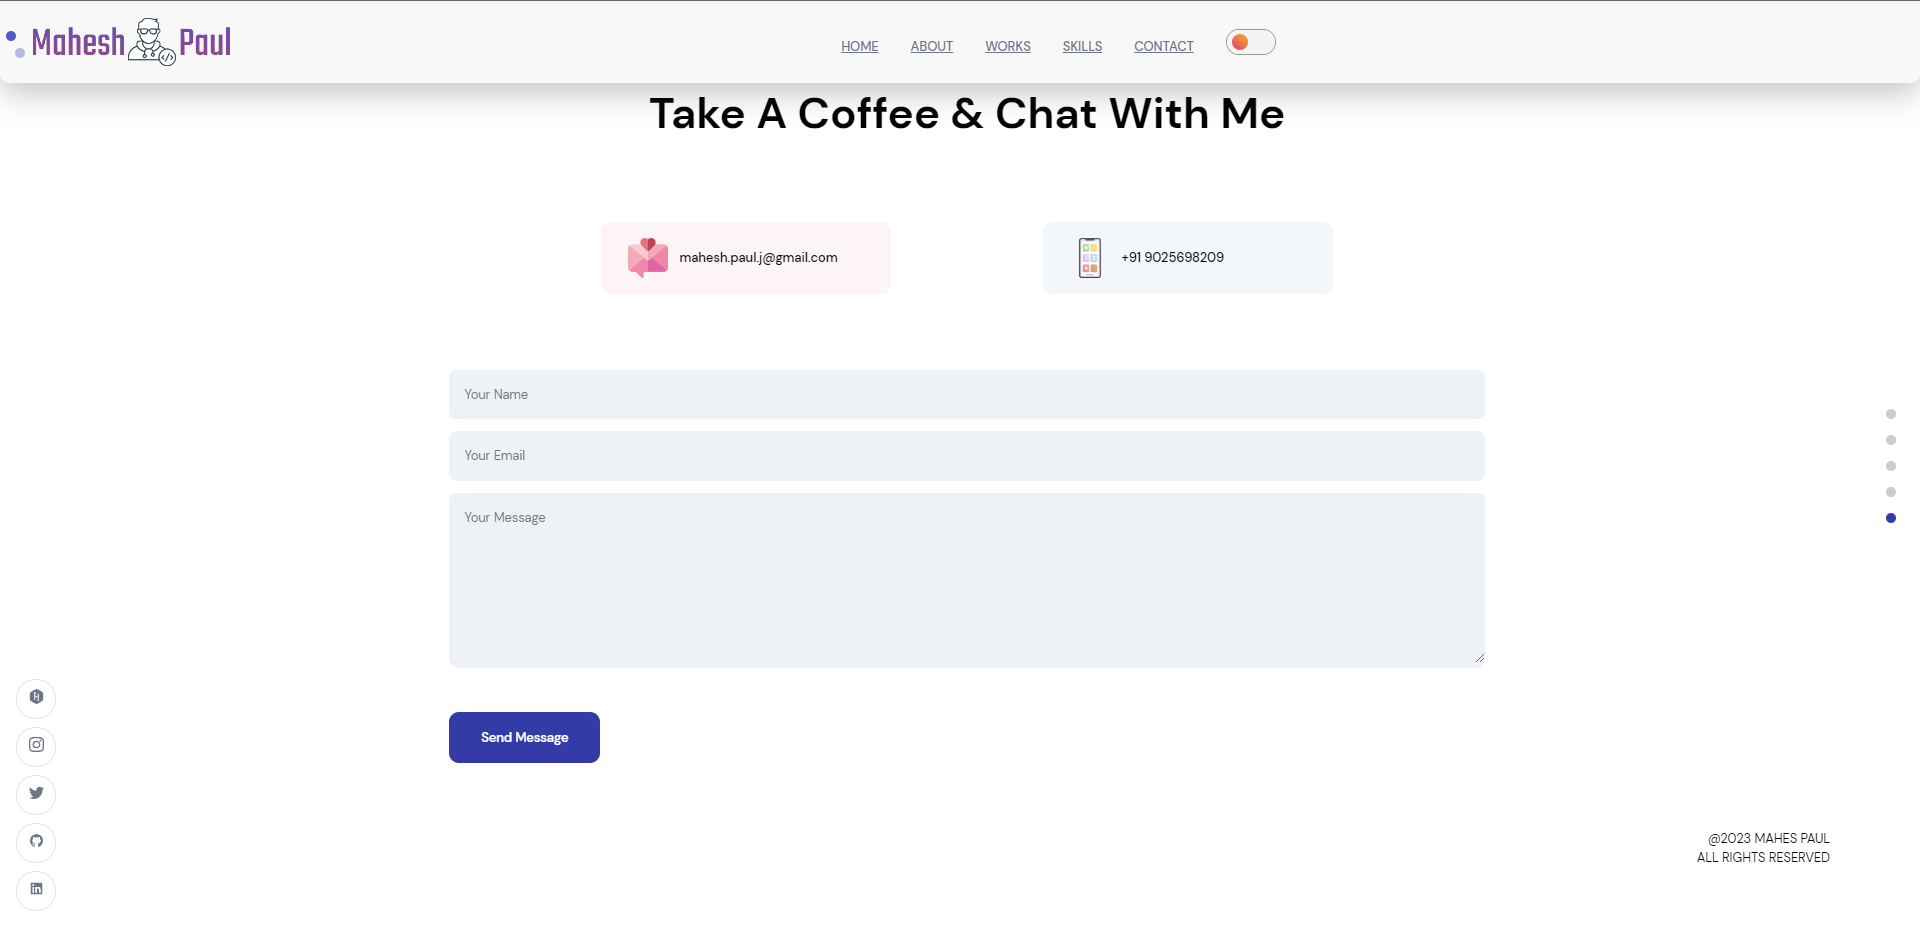 Mahesh Paul
HOME ABOUT WORKS SKILLS CONTACT
Take A Coffee & Chat With Me
mahesh.paul.j@gmail.com
+91 9025698209
Your Name
Your Email
Your Message
Send Message
@2023 MAHES PAUL
ALL RIGHTS RESERVED